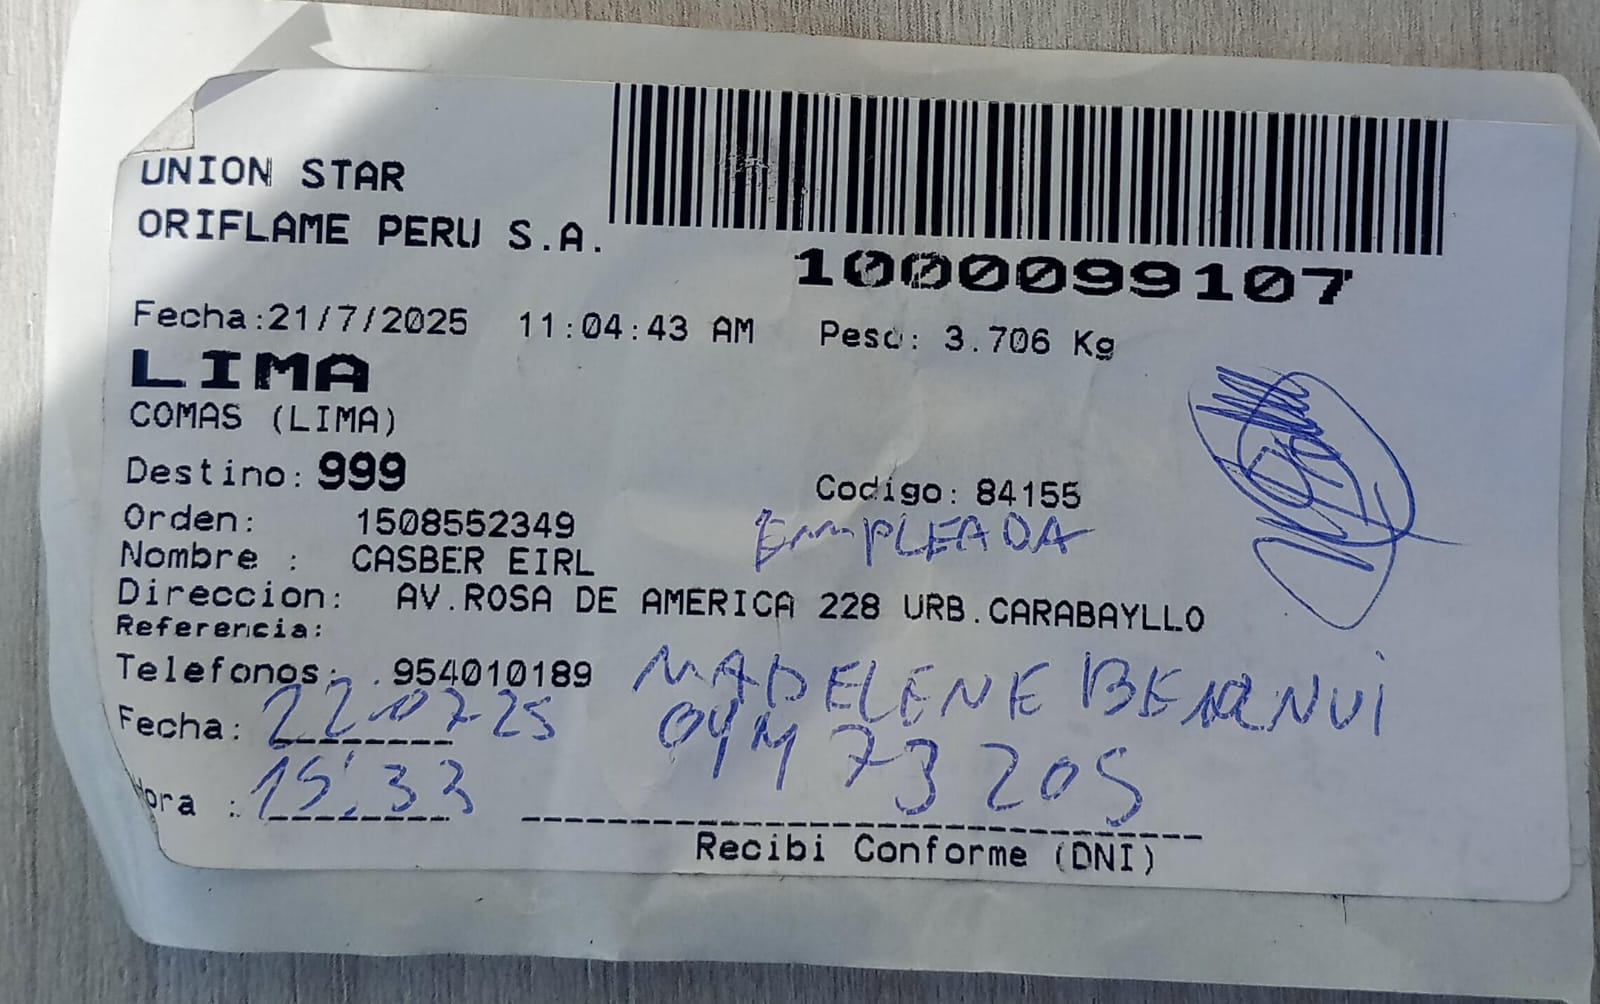 UNION STAR
ORIFLAME PERU S.A.
1000099107
Fecha:21/7/2025 11:04:43 AM Peso: 3.706 Kg
LIMA
COMAS (LIMA)
Destino: 999 Codigo: 84155
Orden: 1508552349 EMPLEADA
Nombre : CASBER EIRL
Direccion: AV.ROSA DE AMERICA 228 URB.CARABAYLLO
Referencia:
Telefonos: .954010189 MADELENE
Fecha: 22-07-25 73205
Hora : 15:33
Recibi Conforme (DNI)